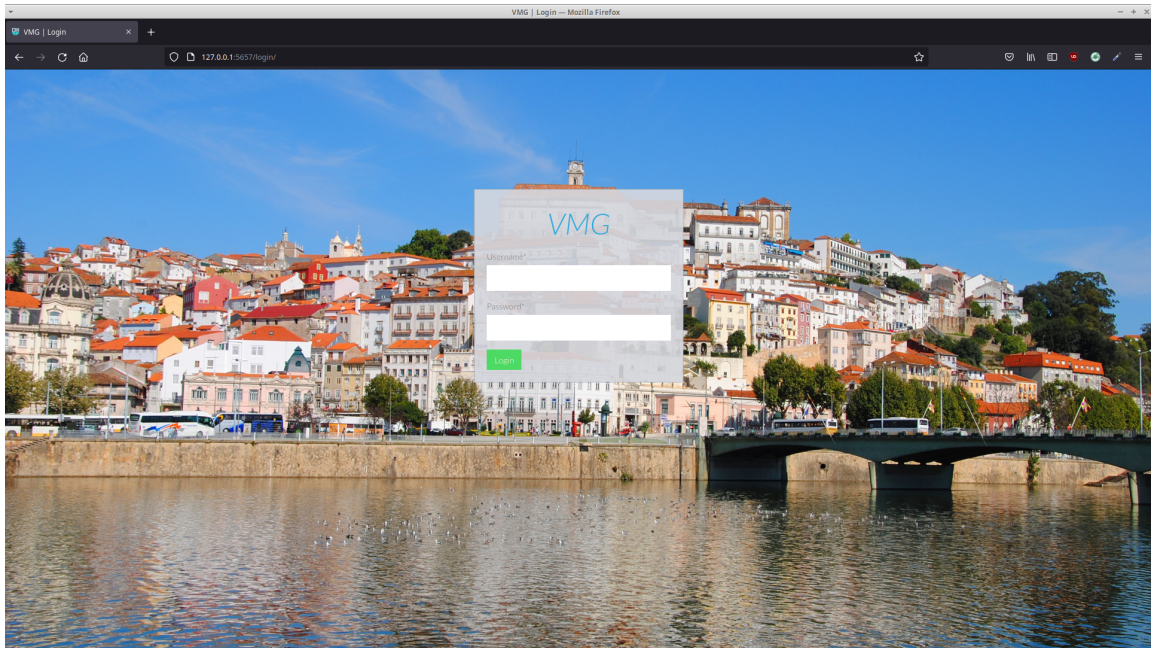 VMG | Login — Mozilla Firefox
VMG | Login
127.0.0.1:5657/login/
VMG
Username*
Password*
Login